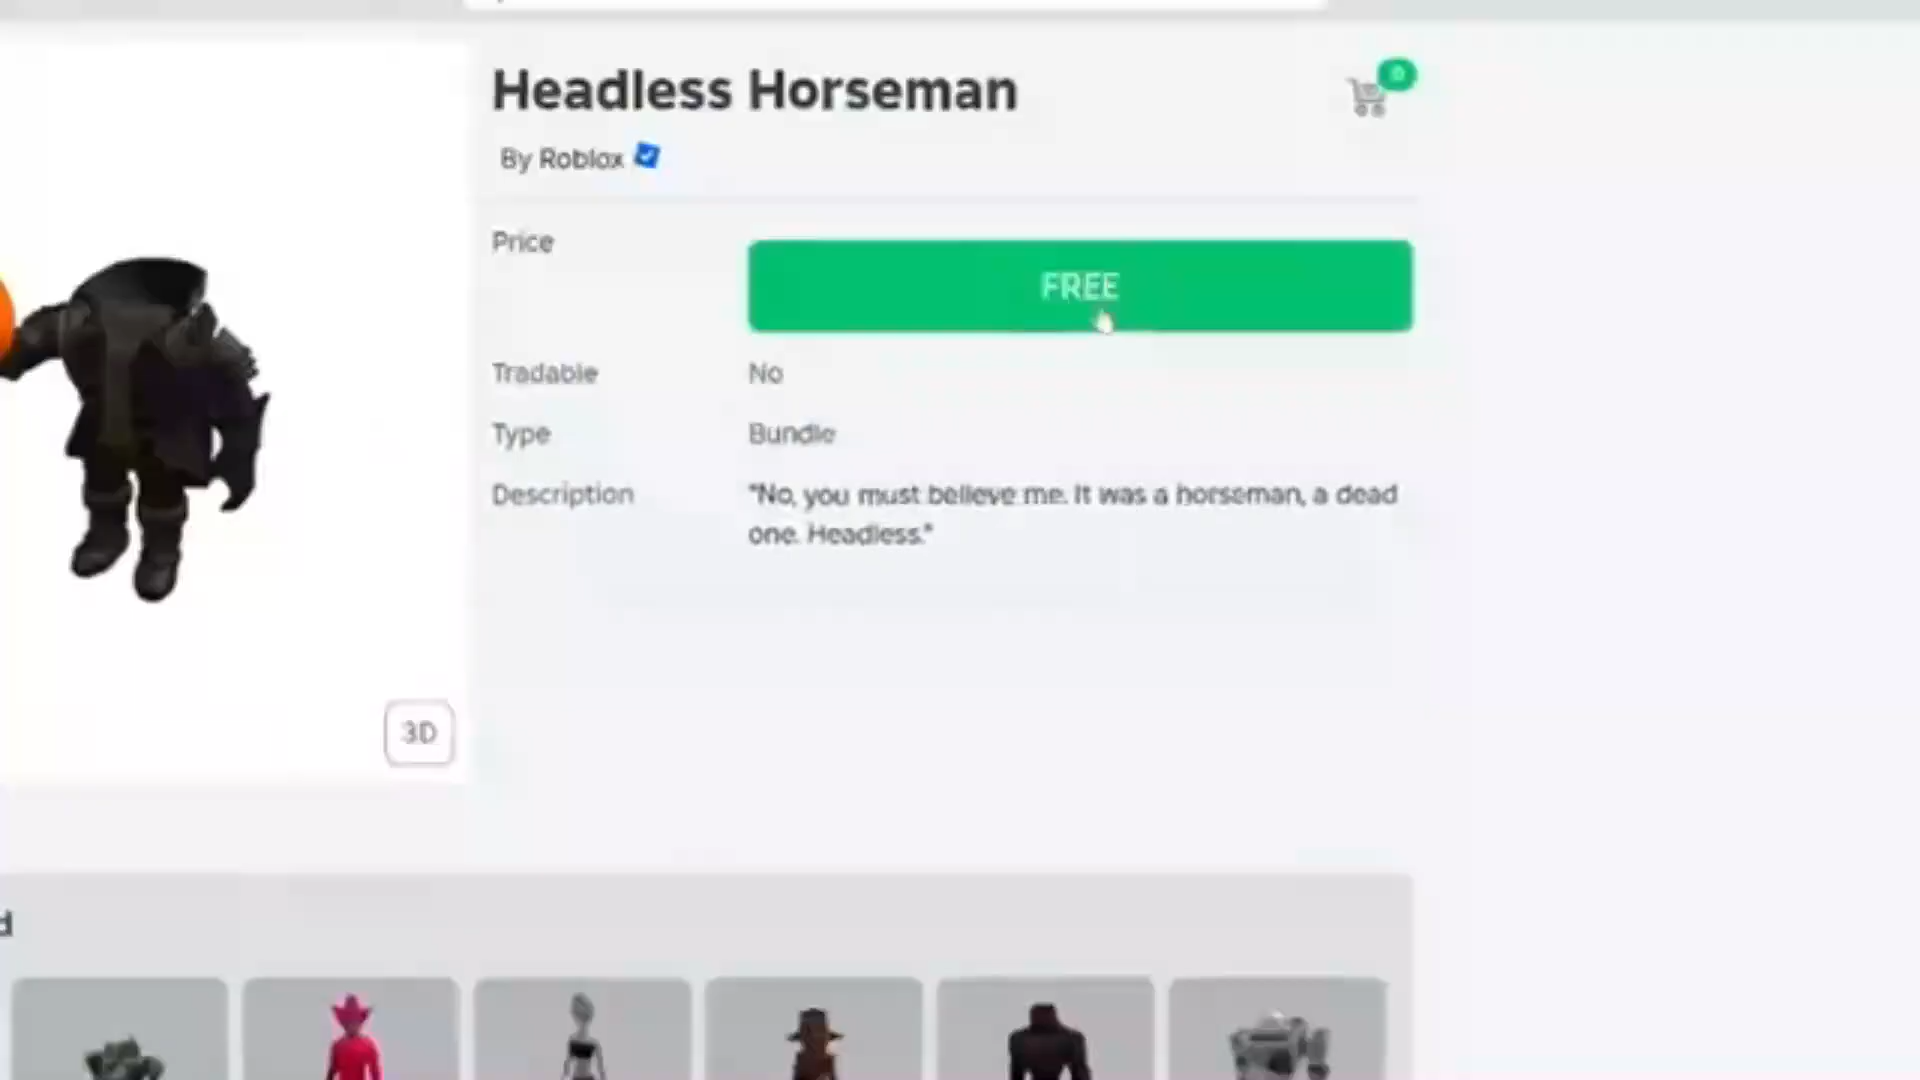 Headless Horseman
0
By Roblox
Price
FREE
Tradable
No
Type
Bundle
Description
"No, you must believe me. It was a horseman, a dead
one. Headless."
3D
d